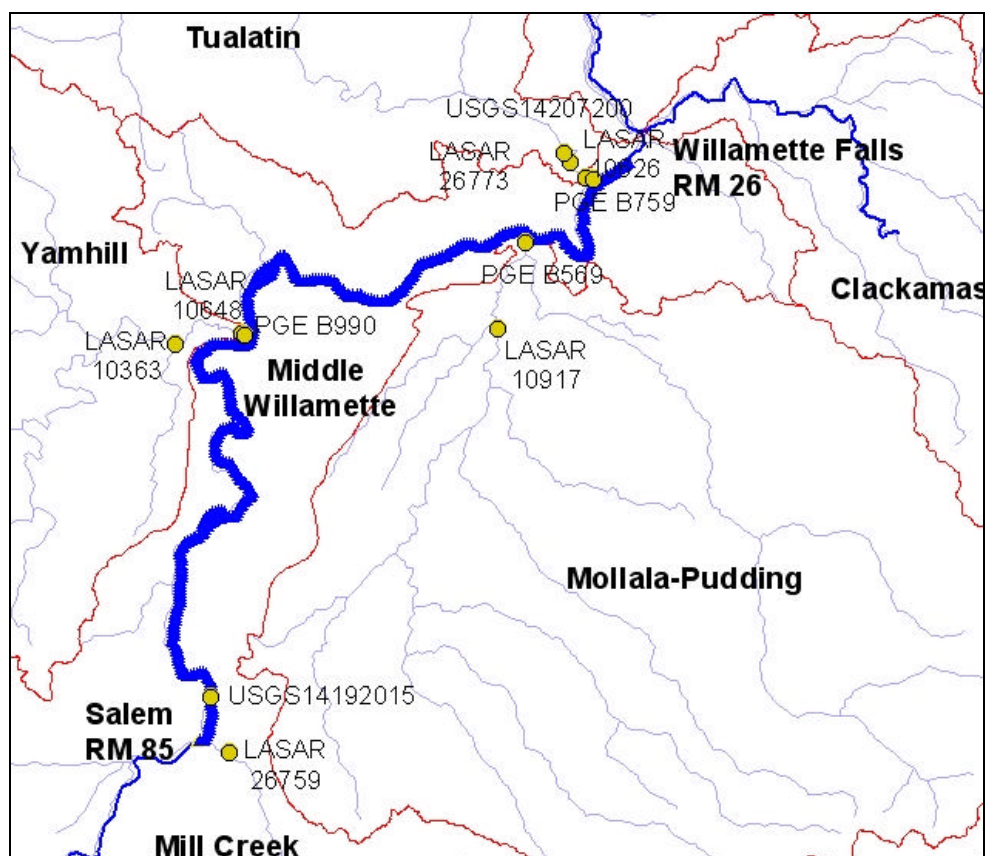 Tualatin
USGS14207200
LASAR
26773
LASAR
10926
Willamette Falls
RM 26
PGE B759
Yamhill
PGE B569
Clackamas
LASAR
10648
PGE B990
LASAR
10363
LASAR
10917
Middle
Willamette
Mollala-Pudding
USGS14192015
Salem
RM 85
LASAR
26759
Mill Creek